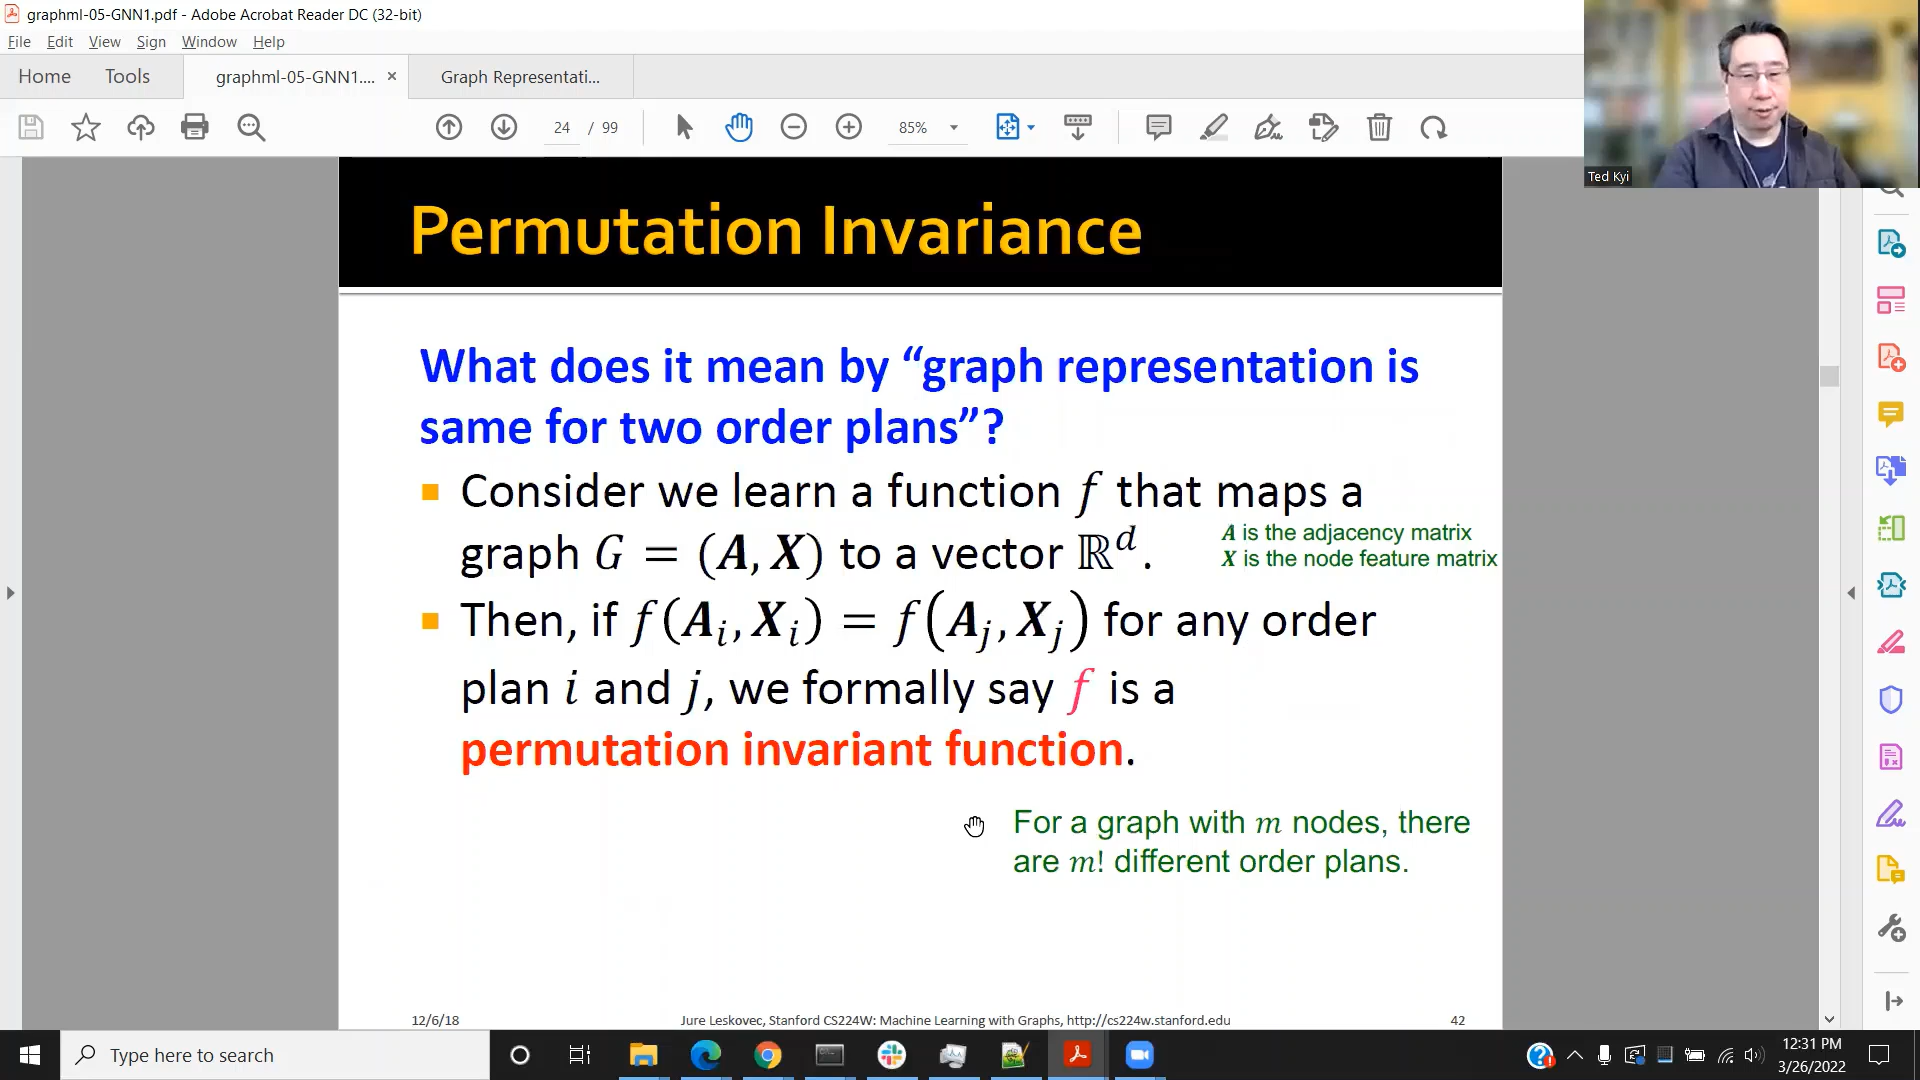 graphml-05-GNN1.pdf - Adobe Acrobat Reader DC (32-bit)
File Edit View Sign Window Help
Home Tools graphml-05-GNN1.... × Graph Representati...
24 / 99 85%
Ted Kyi
Permutation Invariance
What does it mean by “graph representation is
same for two order plans”?
Consider we learn a function f that maps a
graph G = (A, X) to a vector ℝ^d.
A is the adjacency matrix
X is the node feature matrix
Then, if f(A_i, X_i) = f(A_j, X_j) for any order
plan i and j, we formally say f is a
permutation invariant function.
For a graph with m nodes, there
are m! different order plans.
12/6/18 Jure Leskovec, Stanford CS224W: Machine Learning with Graphs, http://cs224w.stanford.edu 42
Type here to search
12:31 PM
3/26/2022